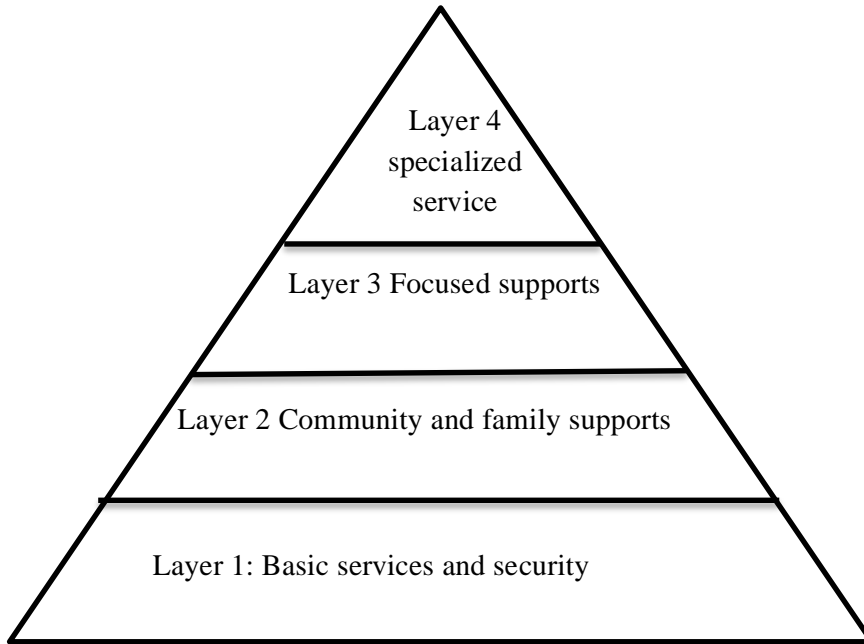 Layer 4
specialized
service
Layer 3 Focused supports
Layer 2 Community and family supports
Layer 1: Basic services and security